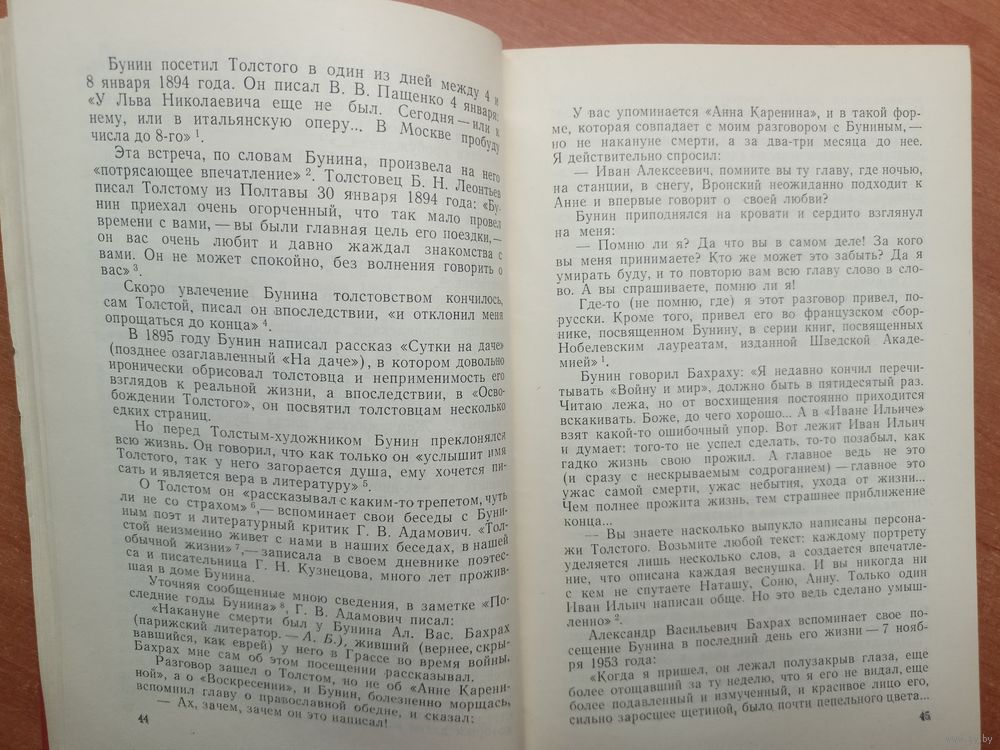 Бунин посетил Толстого в один из дней между 4 и
8 января 1894 года. Он писал В. В. Пащенко 4 января:
«У Льва Николаевича еще не был. Сегодня — или к
нему, или в итальянскую оперу... В Москве пробуду
числа до 8-го» ¹.
Эта встреча, по словам Бунина, произвела на него
«потрясающее впечатление» ². Толстовец Б. Н. Леонтьев
писал Толстому из Полтавы 30 января 1894 года: «Бу-
нин приехал очень огорченный, что так мало провел
времени с вами, — вы были главная цель его поездки,—
он вас очень любит и давно жаждал знакомства с
вами. Он не может спокойно, без волнения говорить о
вас» ³.
Скоро увлечение Бунина толстовством кончилось,
сам Толстой, писал он впоследствии, «и отклонил меня
опрощаться до конца» ⁴.
В 1895 году Бунин написал рассказ «Сутки на даче»
(позднее озаглавленный «На даче»), в котором довольно
иронически обрисовал толстовца и неприменимость его
взглядов к реальной жизни, а впоследствии, в «Осво-
бождении Толстого», он посвятил толстовцам несколько
едких страниц.
Но перед Толстым-художником Бунин преклонялся
всю жизнь. Он говорил, что как только он «услышит имя
Толстого, так у него загорается душа, ему хочется пи-
сать и является вера в литературу» ⁵.
О Толстом он «рассказывал с каким-то трепетом, чуть
ли не со страхом» ⁶,— вспоминает свои беседы с Буни-
ным поэт и литературный критик Г. В. Адамович. «Тол-
стой неизменно живет с нами в наших беседах, в нашей
обычной жизни» ⁷,— записала в своем дневнике поэтес-
са и писательница Г. Н. Кузнецова, много лет прожив-
шая в доме Бунина.
Уточняя сообщенные мною сведения, в заметке «По-
следние годы Бунина» ⁸, Г. В. Адамович писал:
«Накануне смерти был у Бунина Ал. Вас. Бахрах
(парижский литератор. — А. Б.), живший (вернее, скры-
вавшийся, как еврей) у него в Грассе во время войны.
Бахрах мне сам об этом посещении рассказывал.
Разговор зашел о Толстом, но не об «Анне Карени-
ной», а о «Воскресении», и Бунин, болезненно морщась,
вспомнил главу о православной обедне, и сказал:
— Ах, зачем, зачем он это написал!
44
У вас упоминается «Анна Каренина», и в такой фор-
ме, которая совпадает с моим разговором с Буниным,—
но не накануне смерти, а за два-три месяца до нее.
Я действительно спросил:
— Иван Алексеевич, помните вы ту главу, где ночью,
на станции, в снегу, Вронский неожиданно подходит к
Анне и впервые говорит о своей любви?
Бунин приподнялся на кровати и сердито взглянул
на меня:
— Помню ли я? Да что вы в самом деле! За кого
вы меня принимаете? Кто же может это забыть? Да я
умирать буду, и то повторю вам всю главу слово в сло-
во. А вы спрашиваете, помню ли я!
Где-то (не помню, где) я этот разговор привел, по-
русски. Кроме того, привел его во французском сбор-
нике, посвященном Бунину, в серии книг, посвященных
Нобелевским лауреатам, изданной Шведской Акаде-
мией» ¹.
Бунин говорил Бахраху: «Я недавно кончил перечи-
тывать «Войну и мир», должно быть в пятидесятый раз.
Читаю лежа, но от восхищения постоянно приходится
вскакивать. Боже, до чего хорошо... А в «Иване Ильиче»
взят какой-то ошибочный упор. Вот лежит Иван Ильич
и думает: того-то не успел сделать, то-то позабыл, как
гадко жизнь свою прожил. А главное ведь не это
(и сразу с нескрываемым содроганием) — главное это
ужас самой смерти, ужас небытия, ухода от жизни...
Чем полнее прожита жизнь, тем страшнее приближение
конца...
— Вы знаете насколько выпукло написаны персона-
жи Толстого. Возьмите любой текст: каждому портрету
уделяется лишь несколько слов, а создается впечатле-
ние, что описана каждая веснушка. И вы никогда ни
с кем не спутаете Наташу, Соню, Анну. Только один
Иван Ильич написан обще. Но это ведь сделано умыш-
ленно» ².
Александр Васильевич Бахрах вспоминает свое по-
сещение Бунина в последний день его жизни — 7 нояб-
ря 1953 года:
«Когда я пришел, он лежал полузакрыв глаза, еще
более отощавший за ту неделю, что я его не видал, еще
более подавленный и измученный, и красивое лицо его,
сильно заросшее щетиной, было почти пепельного цвета...
45